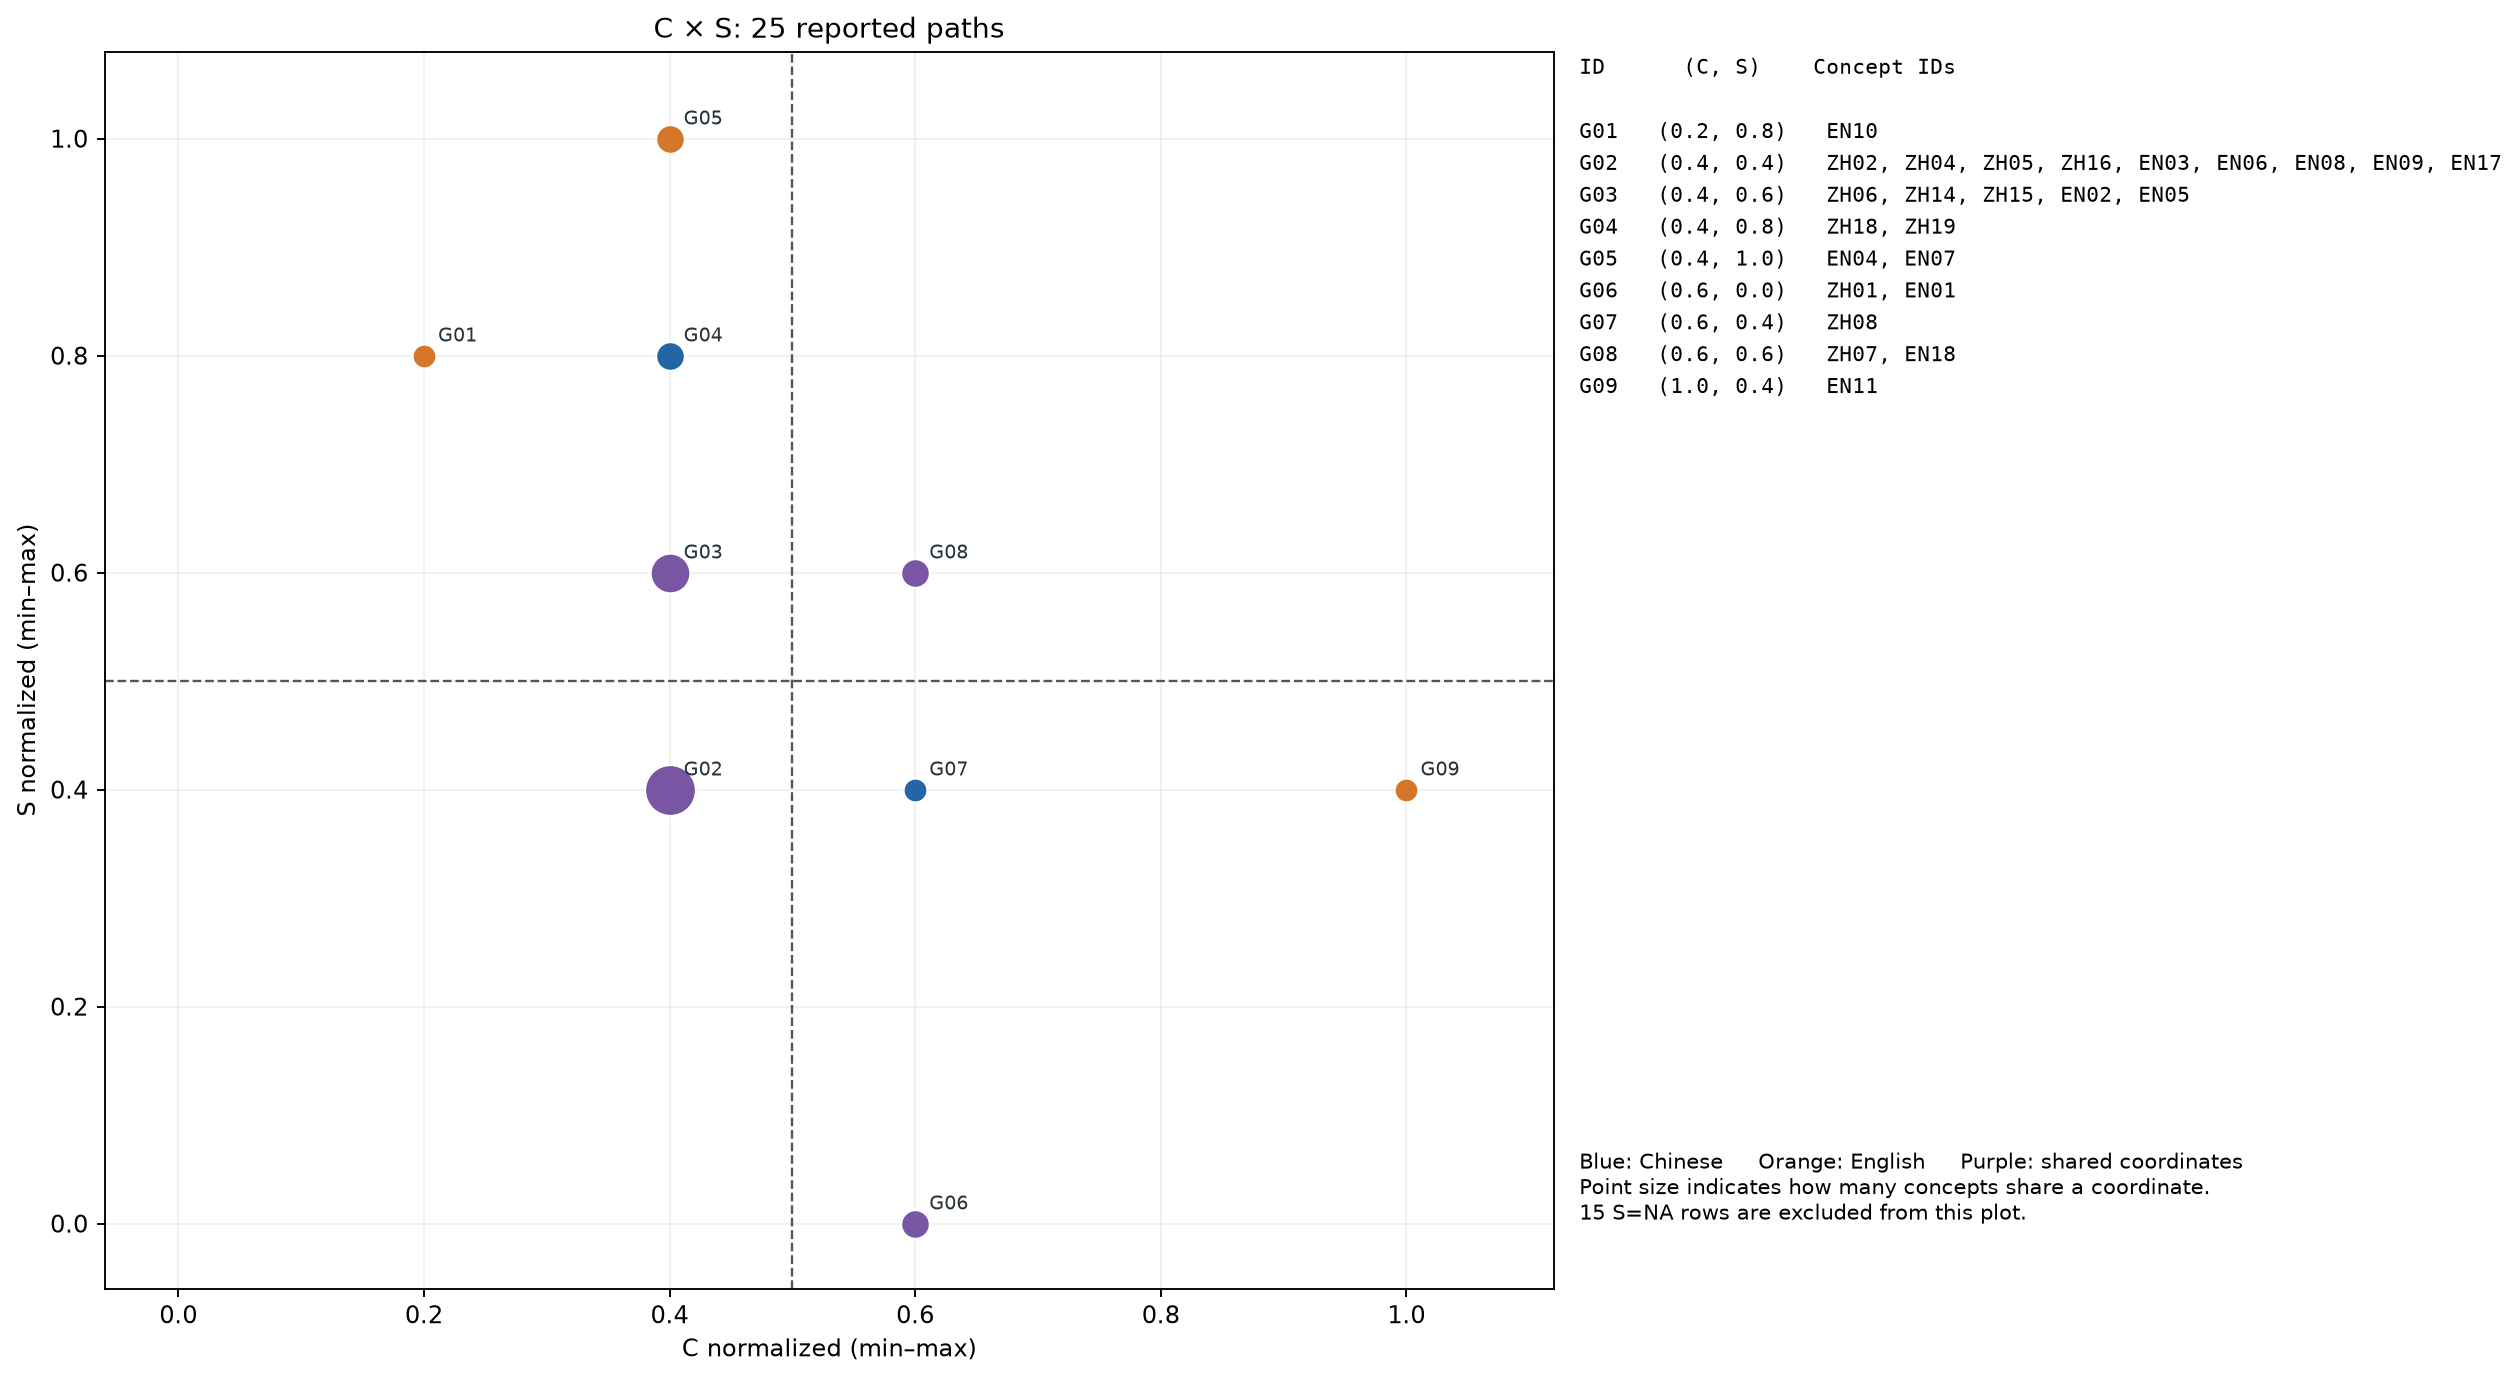 C × S: 25 reported paths
S normalized (min–max)
1.0
0.8
0.6
0.4
0.2
0.0
G05
G01
G04
G03
G08
G02
G07
G09
G06
0.0 0.2 0.4 0.6 0.8 1.0
C normalized (min–max)
ID (C, S) Concept IDs
G01 (0.2, 0.8) EN10
G02 (0.4, 0.4) ZH02, ZH04, ZH05, ZH16, EN03, EN06, EN08, EN09, EN17
G03 (0.4, 0.6) ZH06, ZH14, ZH15, EN02, EN05
G04 (0.4, 0.8) ZH18, ZH19
G05 (0.4, 1.0) EN04, EN07
G06 (0.6, 0.0) ZH01, EN01
G07 (0.6, 0.4) ZH08
G08 (0.6, 0.6) ZH07, EN18
G09 (1.0, 0.4) EN11
Blue: Chinese Orange: English Purple: shared coordinates
Point size indicates how many concepts share a coordinate.
15 S=NA rows are excluded from this plot.